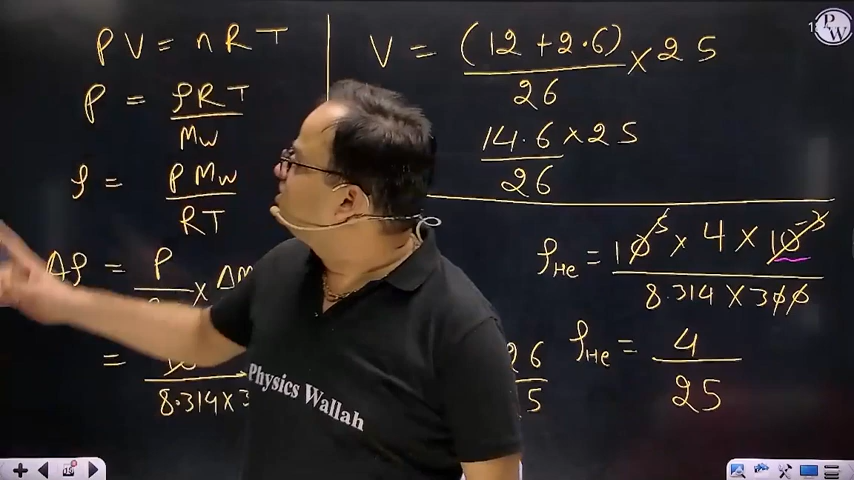 PV = nRT
P = ρRT / Mw
ρ = PMw / RT
Δρ = P / × ΔM
=
8.314×3
V = (12 + 2.6) / 26 × 25
14.6 × 25 / 26
ρHe = 10^5 × 4 × 10^-3 / 8.314 × 300
26 / 5
ρHe = 4 / 25
Physics Wallah
PW